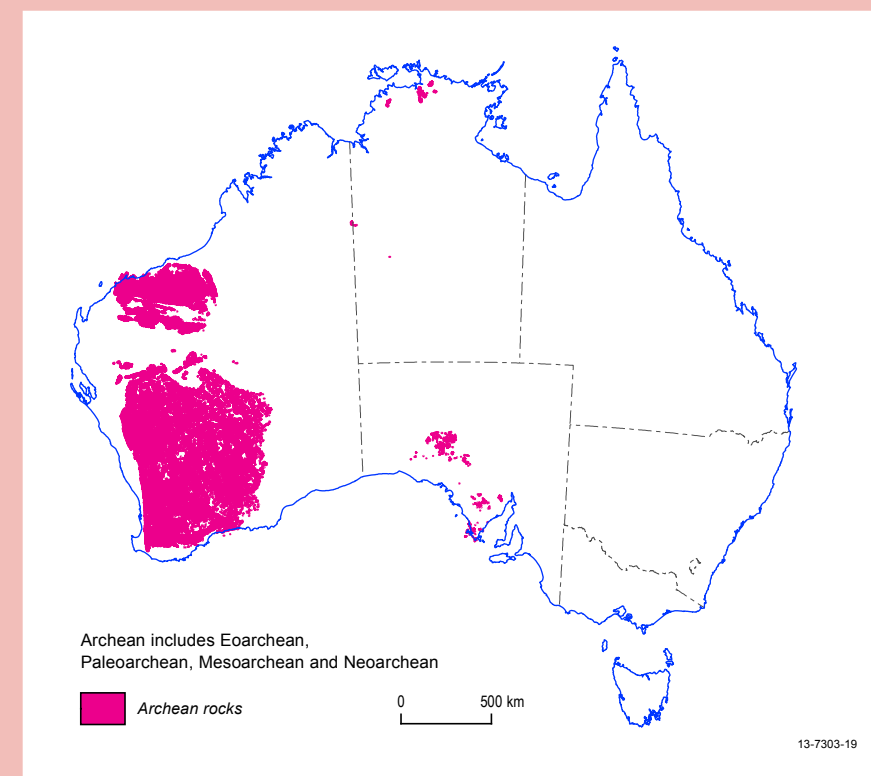 Archean includes Eoarchean,
Paleoarchean, Mesoarchean and Neoarchean
Archean rocks
0 500 km
13-7303-19